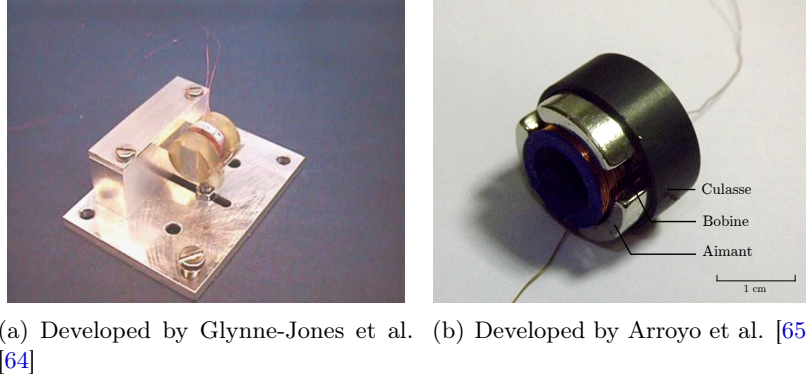 Culasse
Bobine
Aimant
1 cm
(a) Developed by Glynne-Jones et al.
[64]
(b) Developed by Arroyo et al. [65